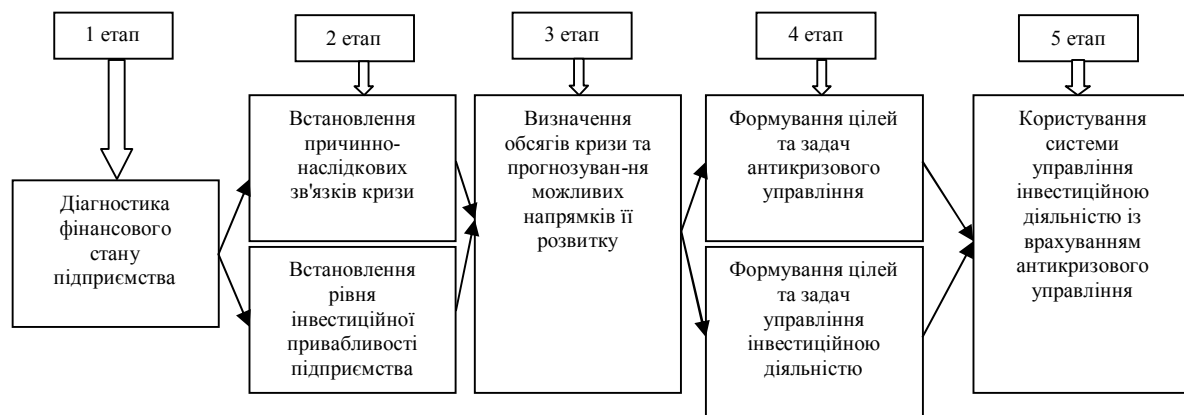 1 етап
2 етап
3 етап
4 етап
5 етап
Діагностика
фінансового
стану
підприємства
Встановлення
причинно-
наслідкових
зв'язків кризи
Встановлення
рівня
інвестиційної
привабливості
підприємства
Визначення
обсягів кризи та
прогнозуван-ня
можливих
напрямків її
розвитку
Формування цілей
та задач
антикризового
управління
Формування цілей
та задач
управління
інвестиційною
діяльністю
Користування
системи
управління
інвестиційною
діяльністю із
врахуванням
антикризового
управління